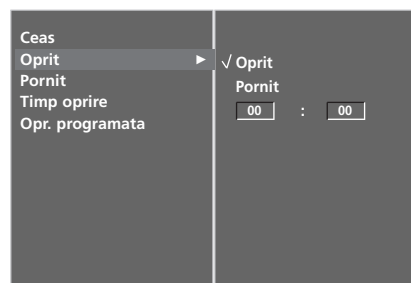 Ceas
Oprit ►
Pornit
Timp oprire
Opr. programata
√ Oprit
Pornit
00 : 00